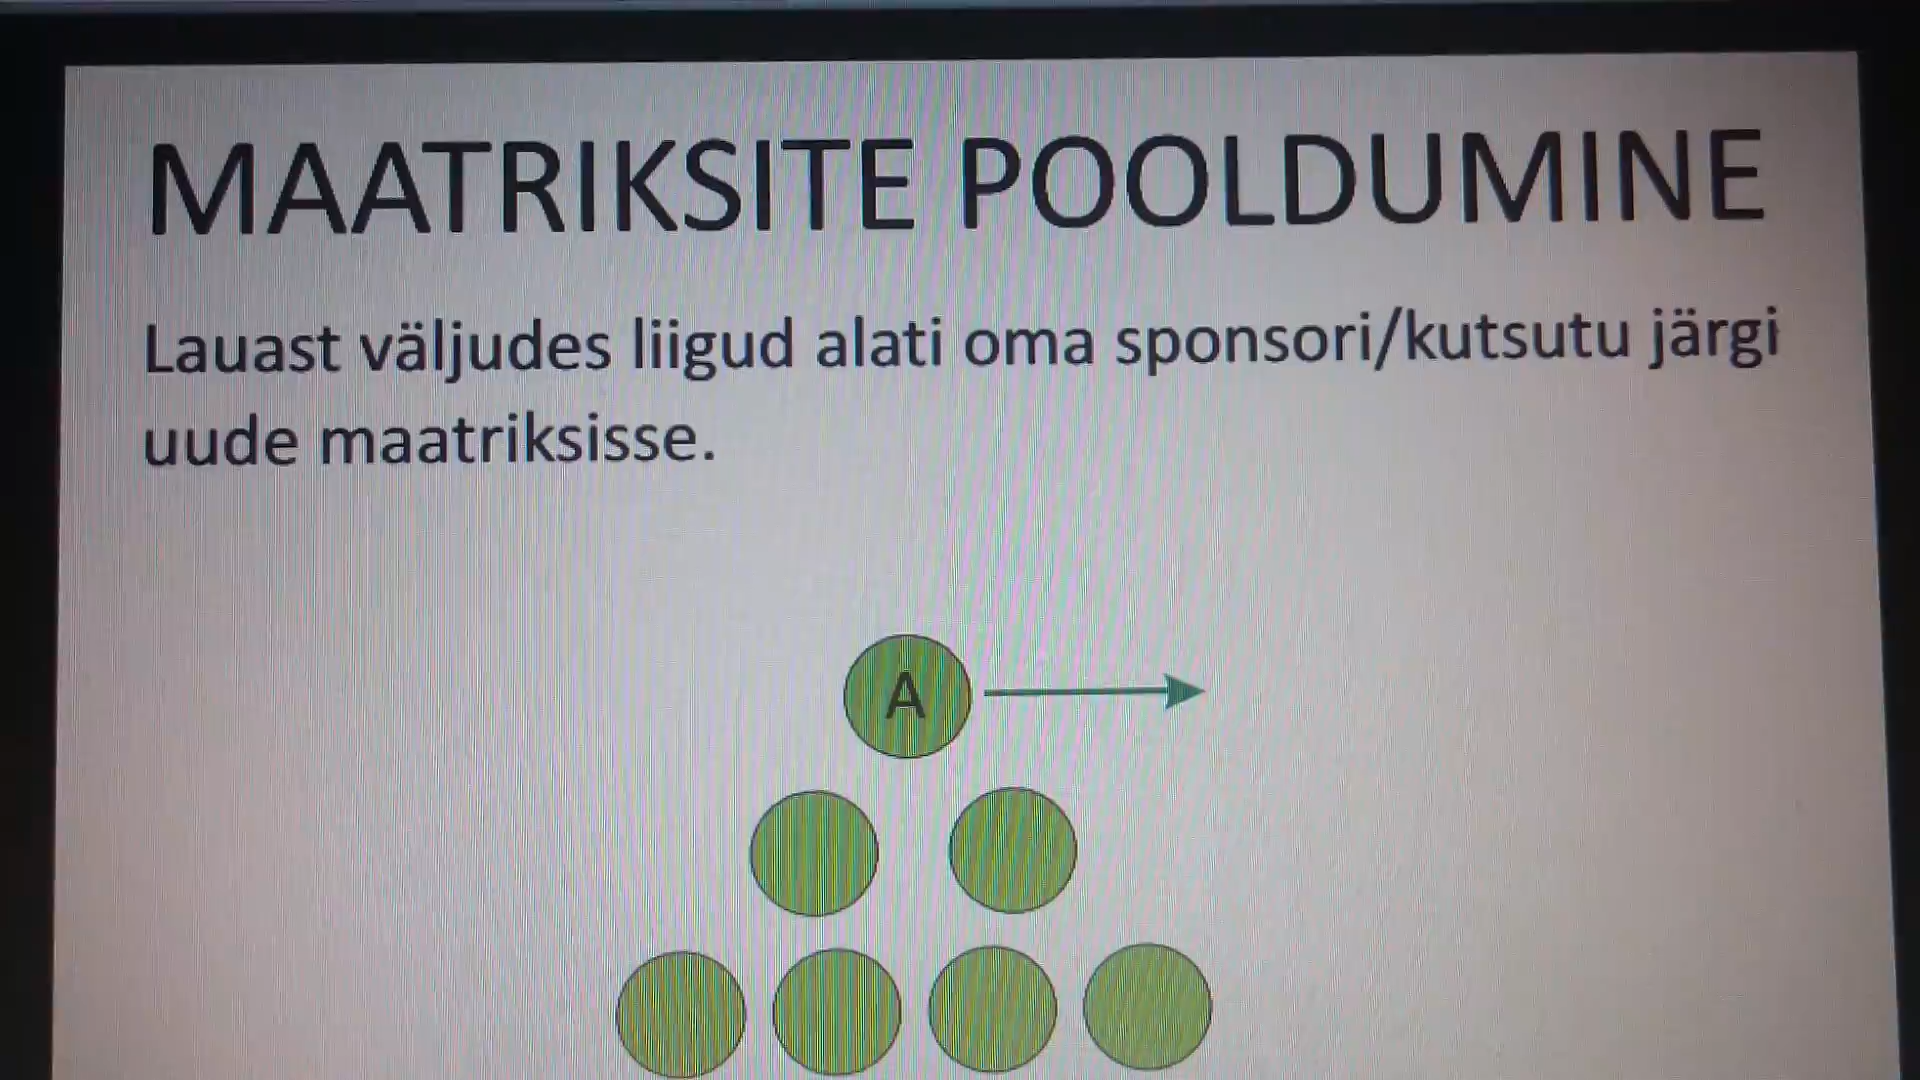 MAATRIKSITE POOLDUMINE
Lauast väljudes liigud alati oma sponsori/kutsutu järgi
uude maatriksisse.
A